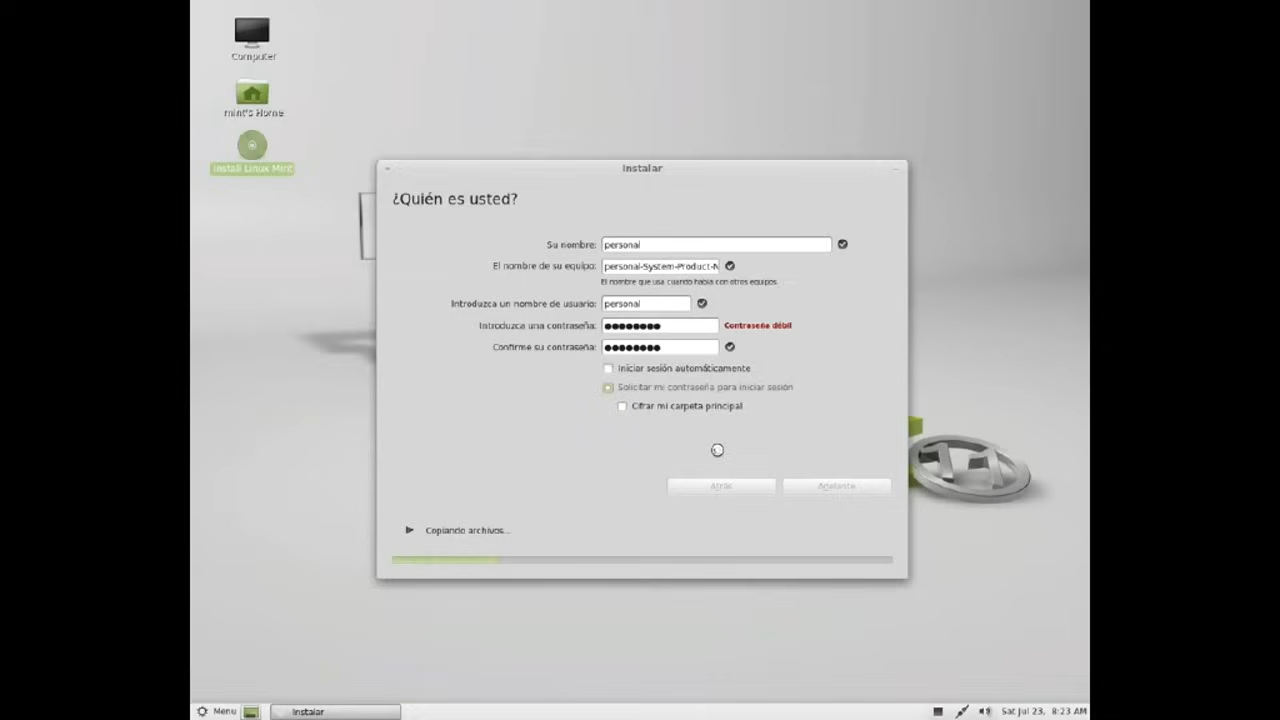 Computer
mint's Home
Install Linux Mint
Instalar
¿Quién es usted?
Su nombre: personal
El nombre de su equipo: personal-System-Product-N
El nombre que usa cuando habla con otros equipos.
Introduzca un nombre de usuario: personal
Introduzca una contraseña: ●●●●●●●● Contraseña débil
Confirme su contraseña: ●●●●●●●●
Iniciar sesión automáticamente
Solicitar mi contraseña para iniciar sesión
Cifrar mi carpeta principal
11
Atrás Adelante
Copiando archivos...
Menu Instalar Sat Jul 23, 8:23 AM